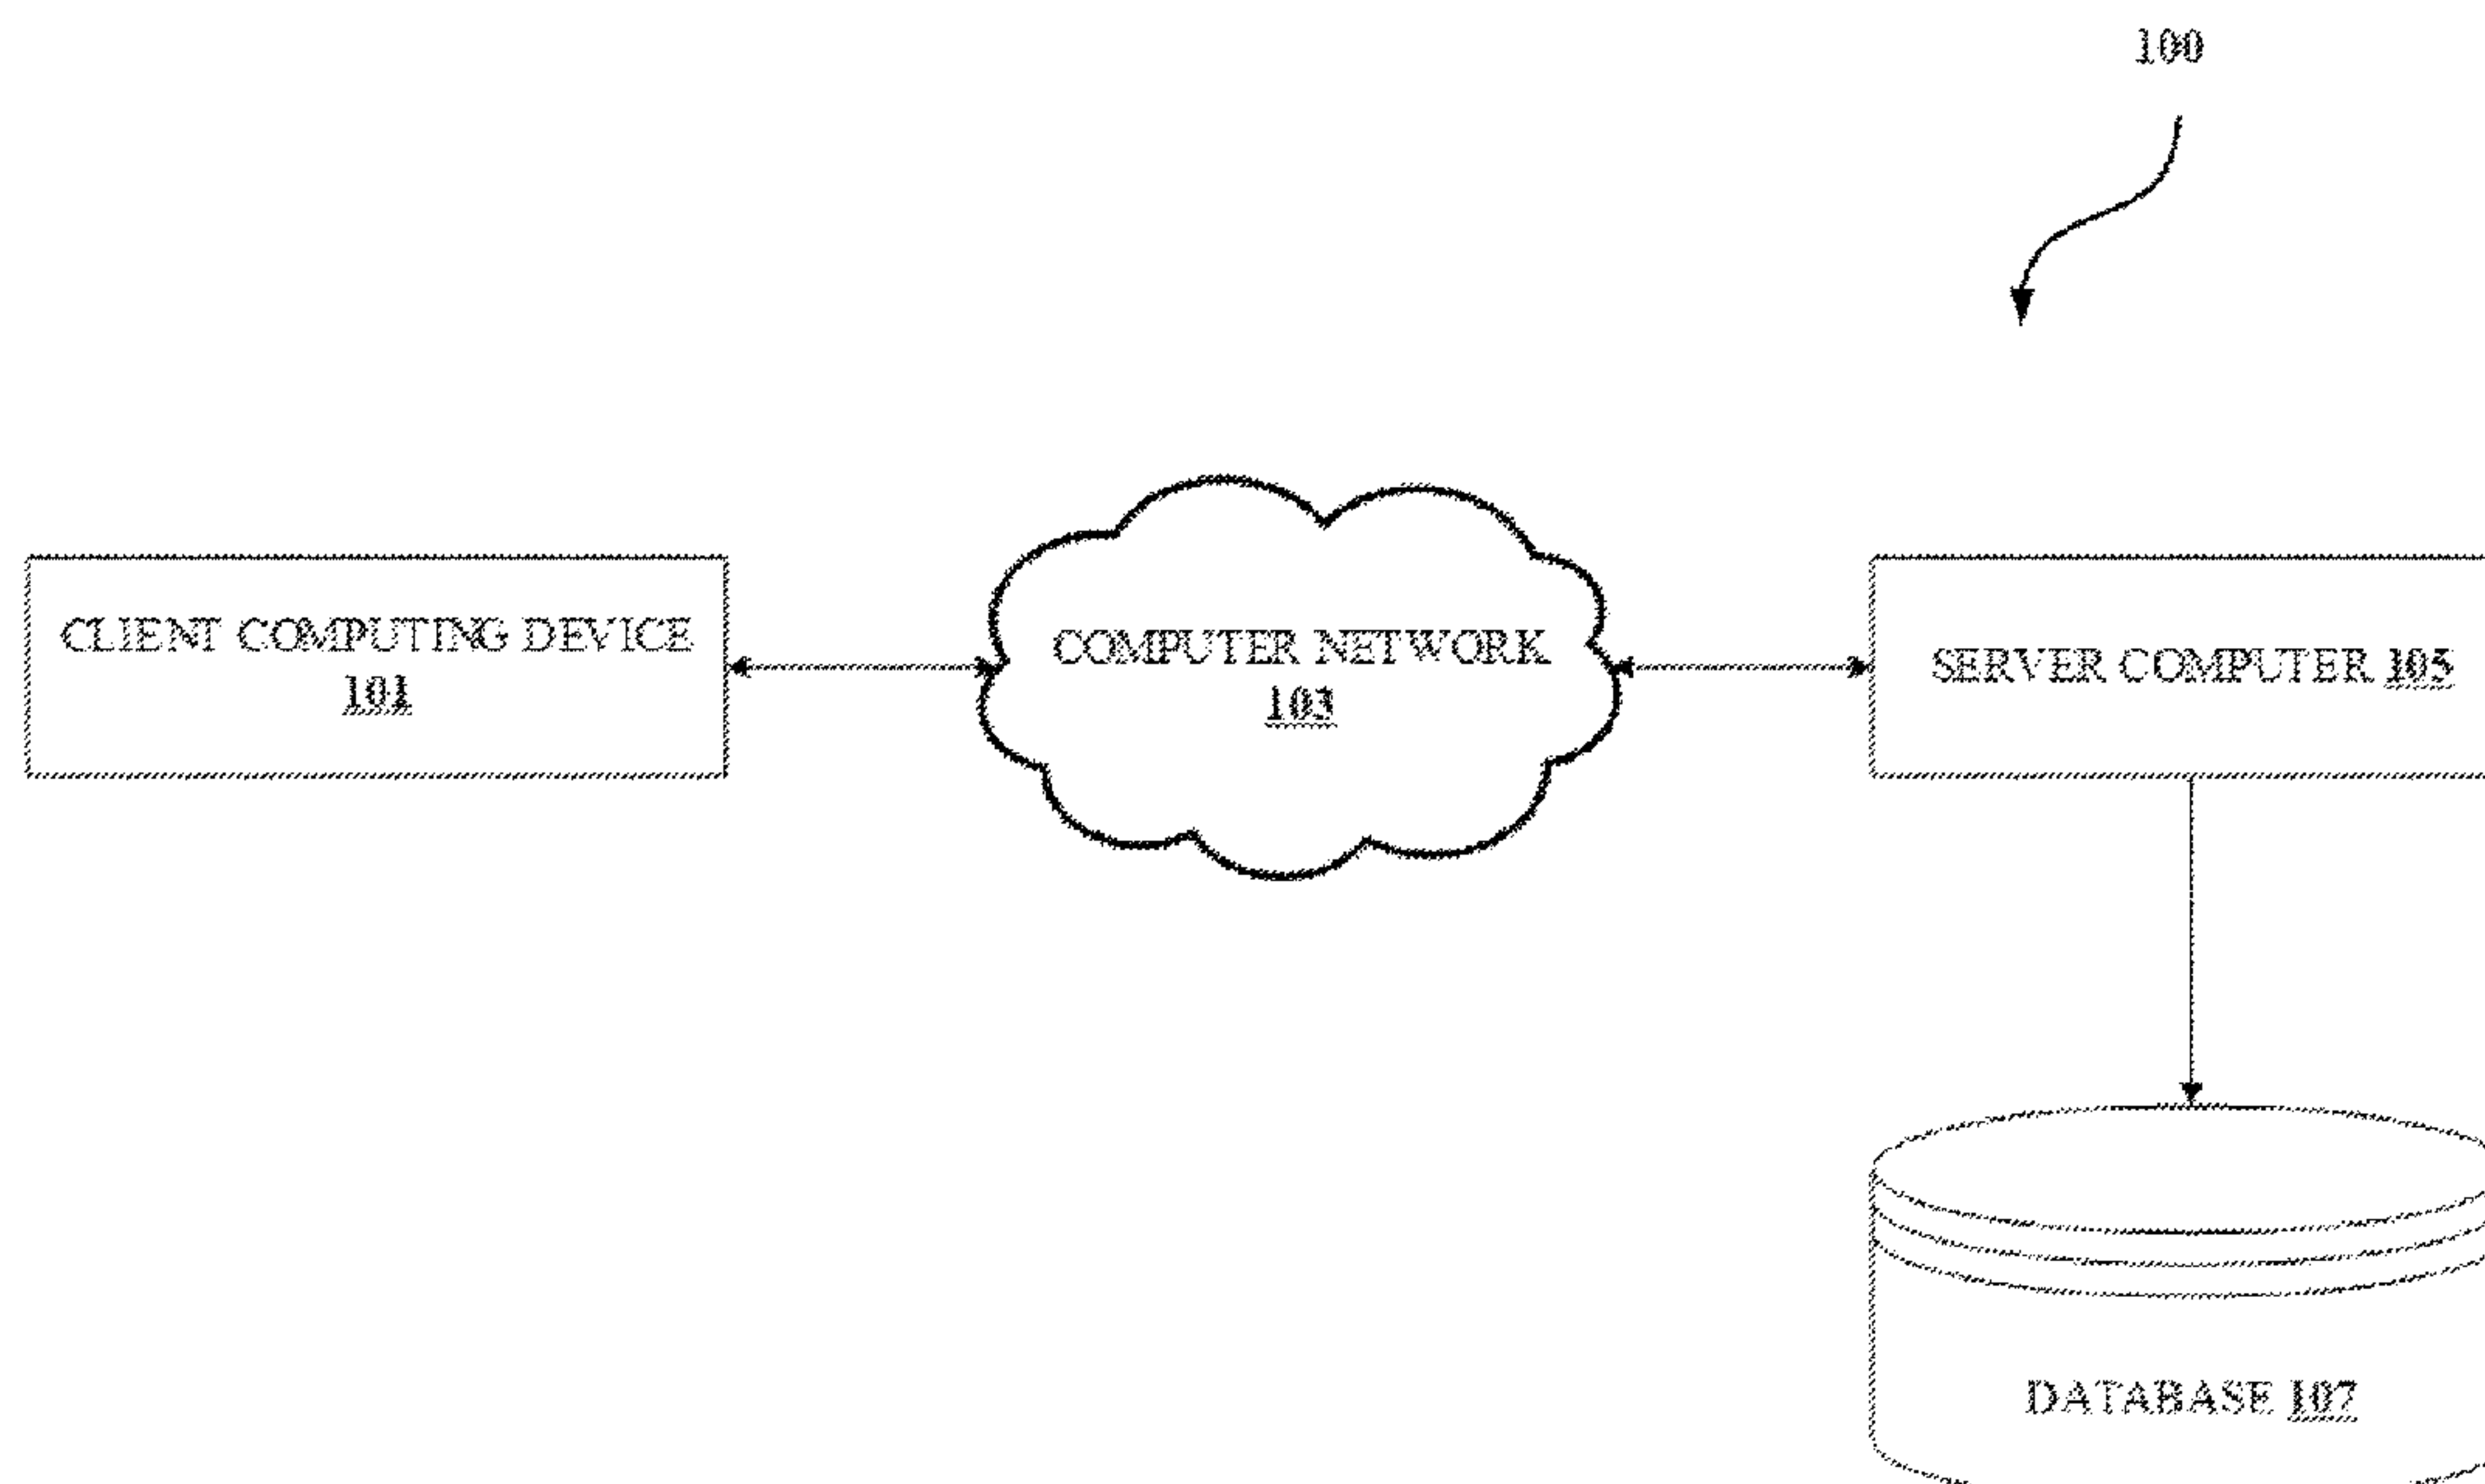 100
CLIENT COMPUTING DEVICE
101
COMPUTER NETWORK
103
SERVER COMPUTER 105
DATABASE 107